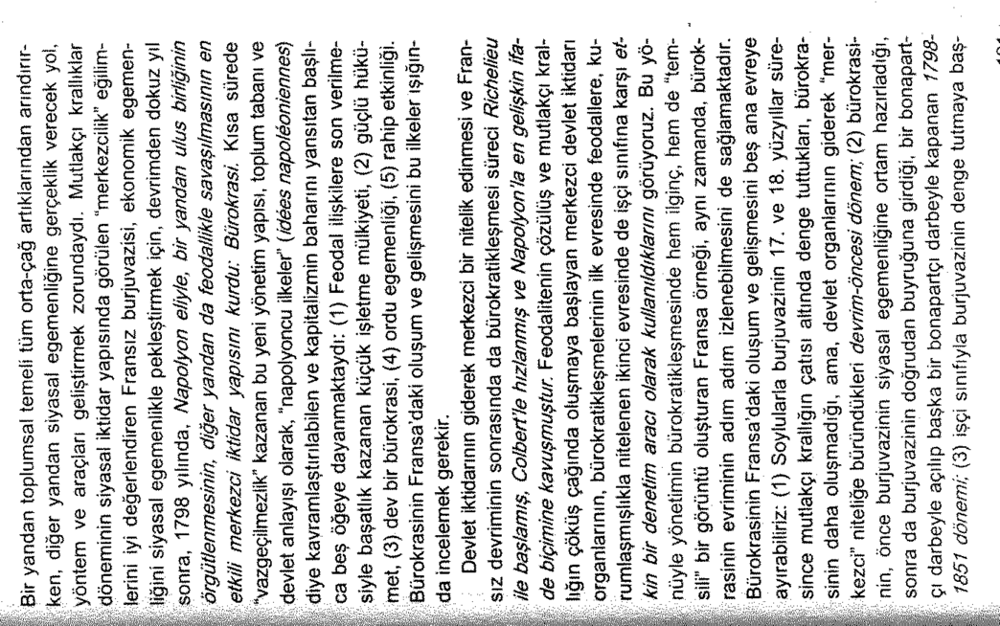 Bir yandan toplumsal temeli tüm orta-çağ artıklarından arındırır-
ken, diğer yandan siyasal egemenliğine gerçeklik verecek yol,
yöntem ve araçları geliştirmek zorundaydı. Mutlakçı krallıklar
döneminin siyasal iktidar yapısında görülen "merkezcilik" eğilim-
lerini iyi değerlendiren Fransız burjuvazisi, ekonomik egemen-
liğini siyasal egemenlikle pekleştirmek için, devrimden dokuz yıl
sonra, 1798 yılında, Napolyon eliyle, bir yandan ulus birliğinin
örgütlenmesinin, diğer yandan da feodallikle savaşılmasının en
etkili merkezci iktidar yapısını kurdu: Bürokrasi. Kısa sürede
"vazgeçilmezlik" kazanan bu yeni yönetim yapısı, toplum tabanı ve
devlet anlayışı olarak, "napolyoncu ilkeler" (idées napoléoniennes)
diye kavramlaştırılabilen ve kapitalizmin baharını yansıtan başlı-
ca beş öğeye dayanmaktaydı: (1) Feodal ilişkilere son verilme-
siyle başatlık kazanan küçük işletme mülkiyeti, (2) güçlü hükü-
met, (3) dev bir bürokrasi, (4) ordu egemenliği, (5) rahip etkinliği.
Bürokrasinin Fransa'daki oluşum ve gelişmesini bu ilkeler ışığın-
da incelemek gerekir.
Devlet iktidarının giderek merkezci bir nitelik edinmesi ve Fran-
sız devriminin sonrasında da bürokratikleşmesi süreci Richelieu
ile başlamış, Colbert'le hızlanmış ve Napolyon'la en gelişkin ifa-
de biçimine kavuşmuştur. Feodalitenin çözülüş ve mutlakçı kral-
lığın çöküş çağında oluşmaya başlayan merkezci devlet iktidarı
organlarının, bürokratikleşmelerinin ilk evresinde feodallere, ku-
rumlaşmışlıkla nitelenen ikinci evresinde de işçi sınıfına karşı et-
kin bir denetim aracı olarak kullanıldıklarını görüyoruz. Bu yö-
nüyle yönetimin bürokratikleşmesinde hem ilginç, hem de "tem-
silî" bir görüntü oluşturan Fransa örneği, aynı zamanda, bürok-
rasinin evriminin adım adım izlenebilmesini de sağlamaktadır.
Bürokrasinin Fransa'daki oluşum ve gelişmesini beş ana evreye
ayırabiliriz: (1) Soylularla burjuvazinin 17. ve 18. yüzyıllar süre-
since mutlakçı krallığın çatısı altında denge tuttukları, bürokra-
sinin daha oluşmadığı, ama, devlet organlarının giderek "mer-
kezci" niteliğe büründükleri devrim-öncesi dönem; (2) bürokrasi-
nin, önce burjuvazinin siyasal egemenliğine ortam hazırladığı,
sonra da burjuvazinin doğrudan buyruğuna girdiği, bir bonapart-
çı darbeyle açılıp başka bir bonapartçı darbeyle kapanan 1798-
1851 dönemi; (3) işçi sınıfıyla burjuvazinin denge tutmaya baş-